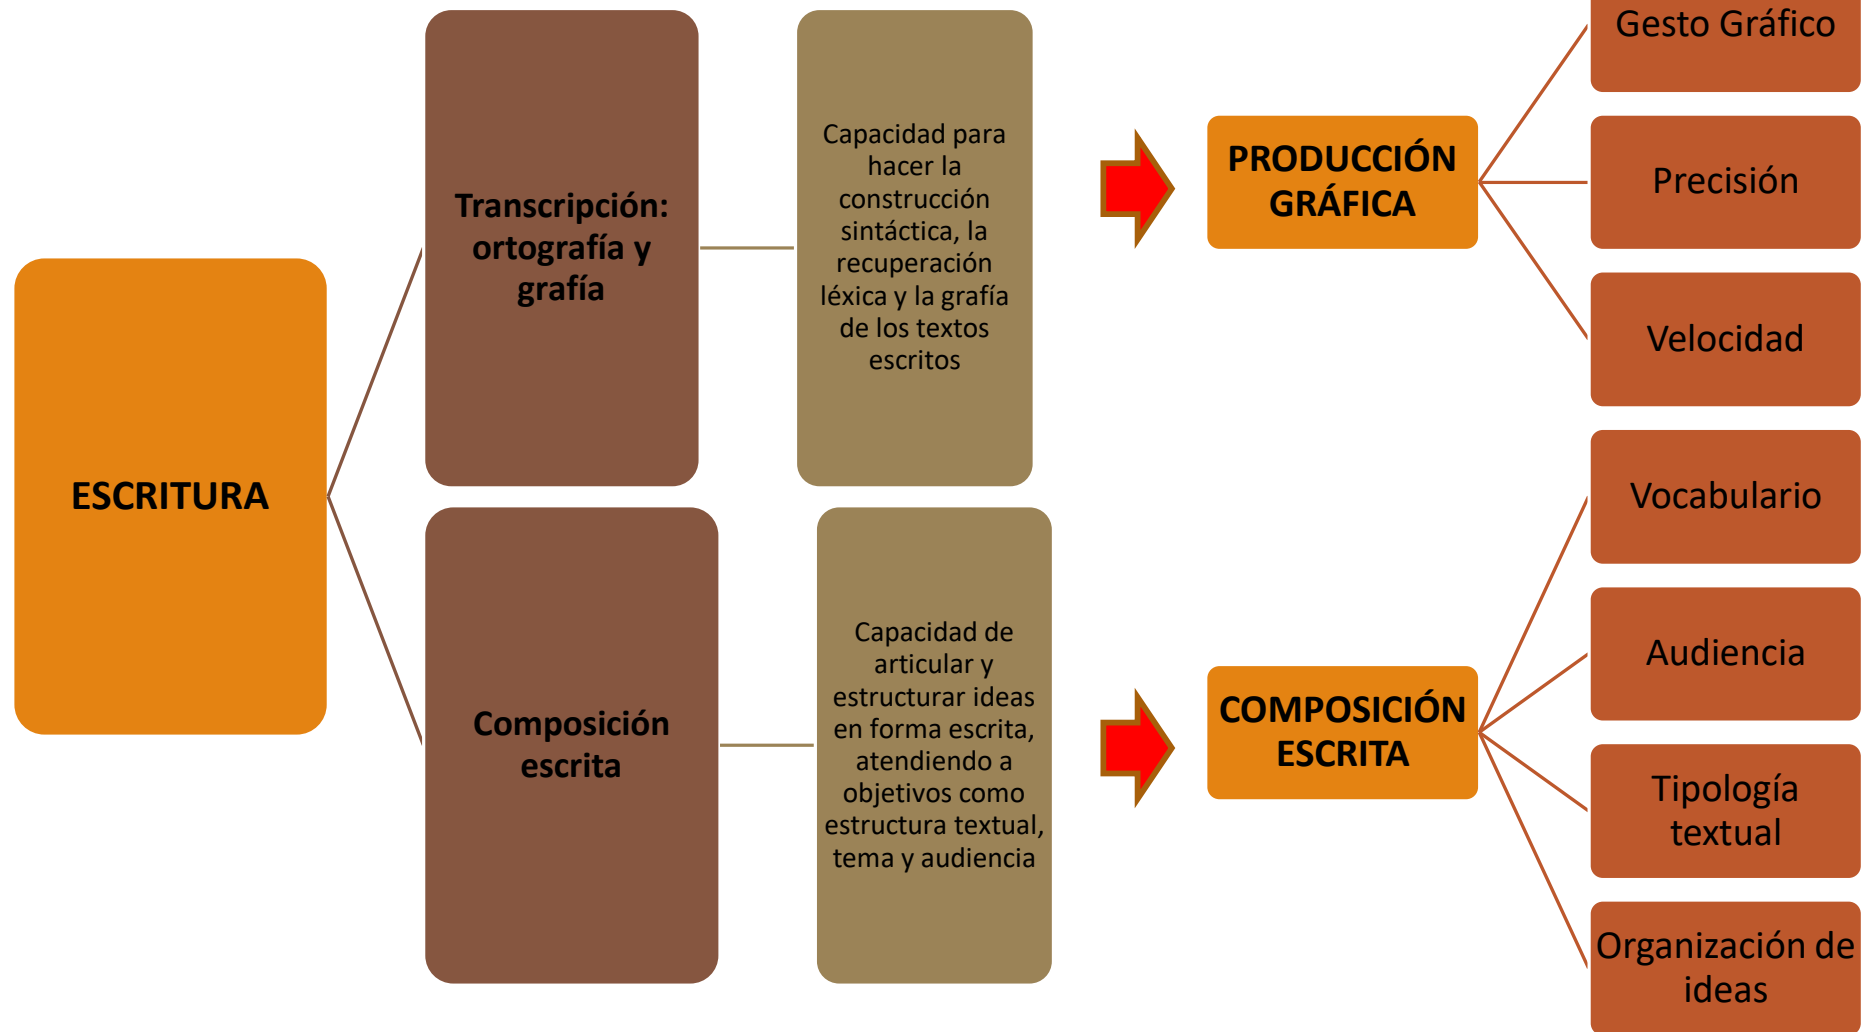 ESCRITURA
Transcripción:
ortografía y
grafía
Capacidad para
hacer la
construcción
sintáctica, la
recuperación
léxica y la grafía
de los textos
escritos
PRODUCCIÓN
GRÁFICA
Gesto Gráfico
Precisión
Velocidad
Composición
escrita
Capacidad de
articular y
estructurar ideas
en forma escrita,
atendiendo a
objetivos como
estructura textual,
tema y audiencia
COMPOSICIÓN
ESCRITA
Vocabulario
Audiencia
Tipología
textual
Organización de
ideas